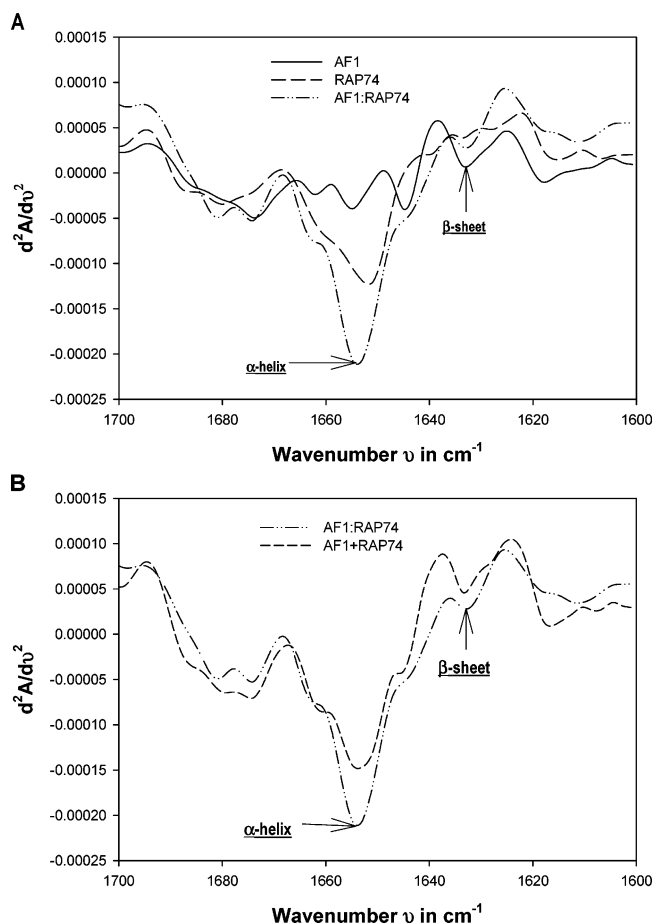 A
0.00015
0.00010
0.00005
0.00000
-0.00005
-0.00010
-0.00015
-0.00020
-0.00025
d²A/dυ²
AF1
RAP74
AF1:RAP74
β-sheet
α-helix
1700 1680 1660 1640 1620 1600
Wavenumber υ in cm⁻¹
B
0.00015
0.00010
0.00005
0.00000
-0.00005
-0.00010
-0.00015
-0.00020
-0.00025
d²A/dυ²
AF1:RAP74
AF1+RAP74
β-sheet
α-helix
1700 1680 1660 1640 1620 1600
Wavenumber υ in cm⁻¹